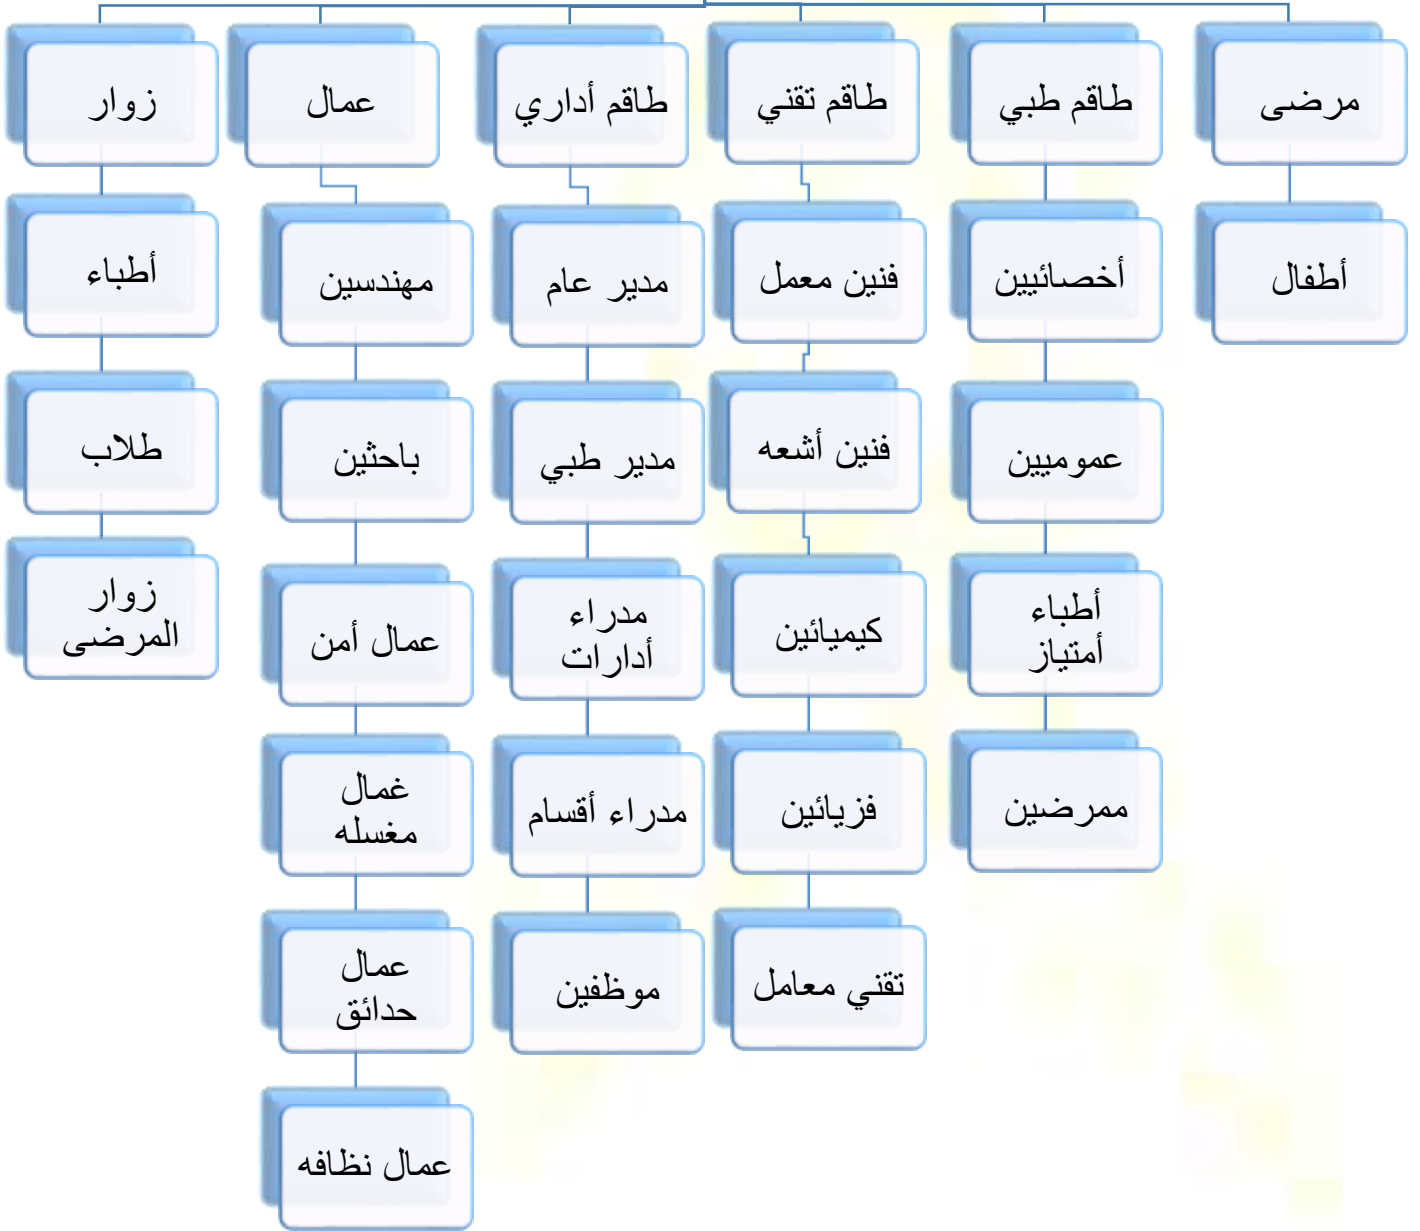 مرضى
أطفال
طاقم طبي
أخصائيين
عموميين
أطباء
أمتياز
ممرضين
طاقم تقني
فنين معمل
فنين أشعه
كيميائين
فزيائين
تقني معامل
طاقم أداري
مدير عام
مدير طبي
مدراء
أدارات
مدراء أقسام
موظفين
عمال
مهندسين
باحثين
عمال أمن
غمال
مغسله
عمال
حدائق
عمال نظافه
زوار
أطباء
طلاب
زوار
المرضى